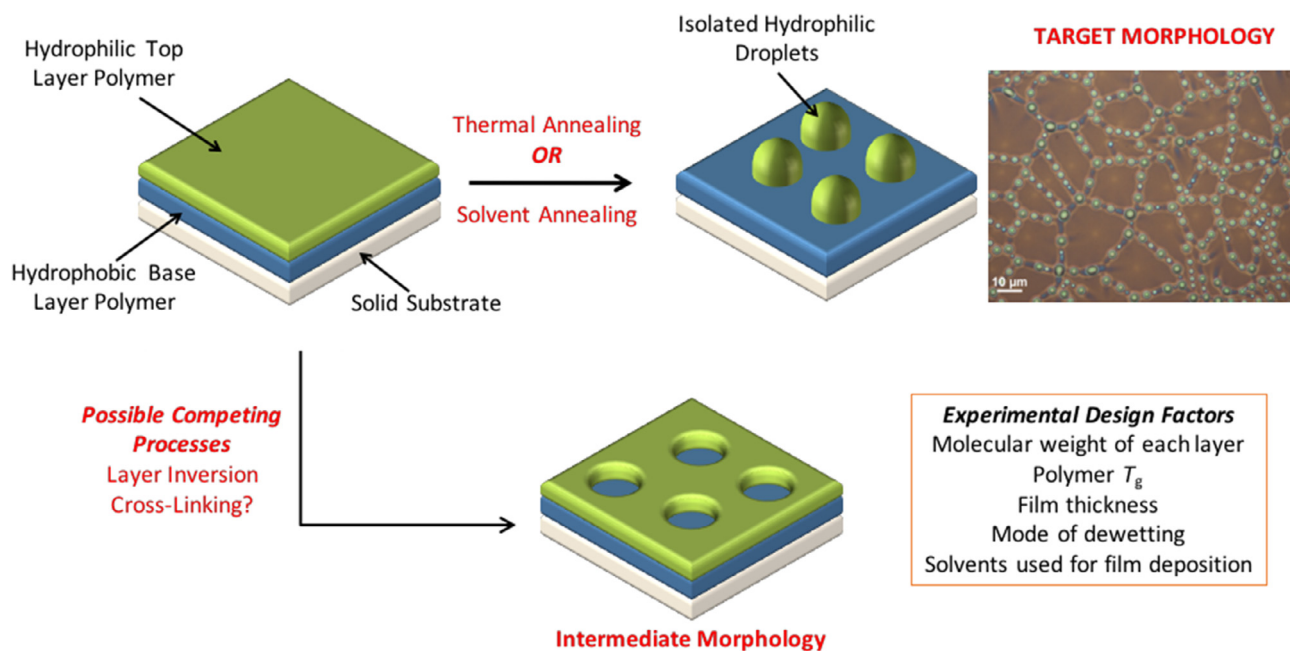 Hydrophilic Top
Layer Polymer
Thermal Annealing
OR
Solvent Annealing
Isolated Hydrophilic
Droplets
TARGET MORPHOLOGY
10 µm
Hydrophobic Base
Layer Polymer
Solid Substrate
Possible Competing
Processes
Layer Inversion
Cross-Linking?
Intermediate Morphology
Experimental Design Factors
Molecular weight of each layer
Polymer Tg
Film thickness
Mode of dewetting
Solvents used for film deposition